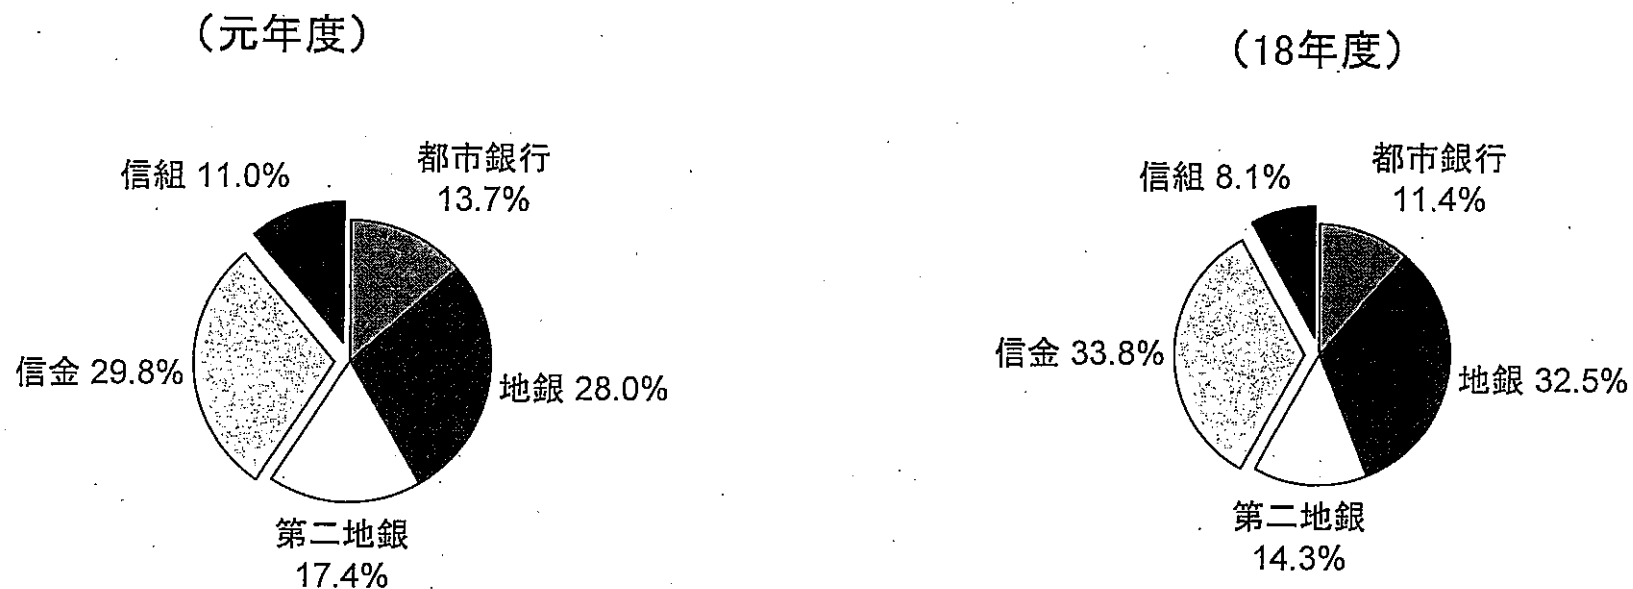 （元年度）
信組 11.0%
都市銀行
13.7%
信金 29.8%
地銀 28.0%
第二地銀
17.4%
（18年度）
信組 8.1%
都市銀行
11.4%
信金 33.8%
地銀 32.5%
第二地銀
14.3%